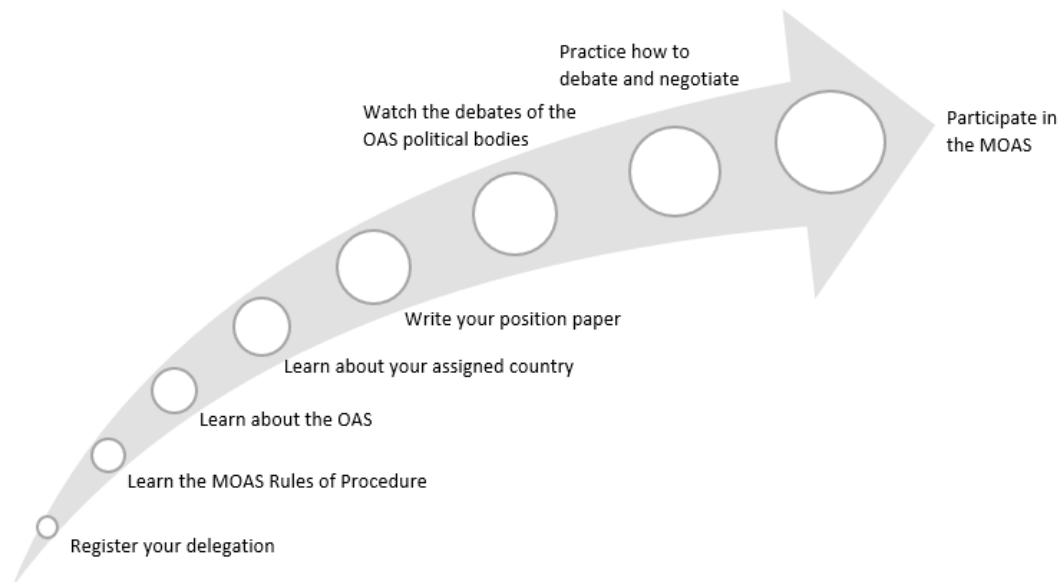 Practice how to
debate and negotiate
Watch the debates of the
OAS political bodies
Participate in
the MOAS
Write your position paper
Learn about your assigned country
Learn about the OAS
Learn the MOAS Rules of Procedure
Register your delegation